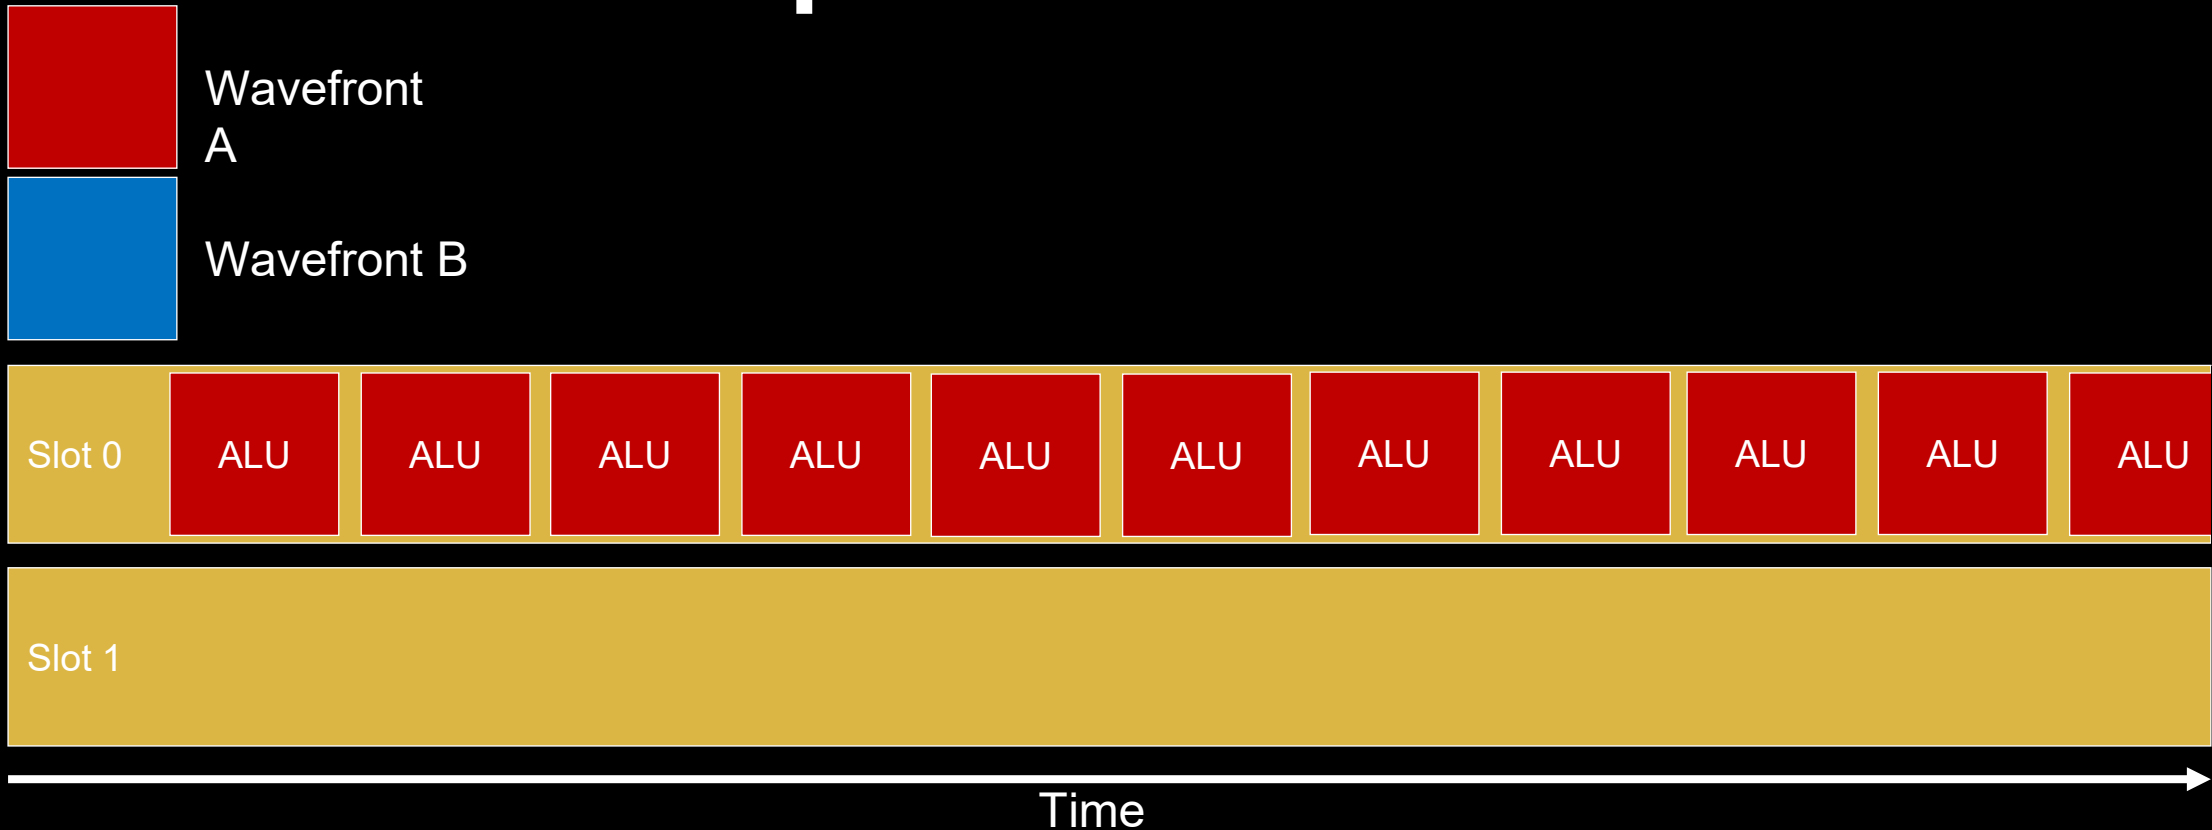 Wavefront
A
Wavefront B
Slot 0 ALU ALU ALU ALU ALU ALU ALU ALU ALU ALU ALU
Slot 1
Time